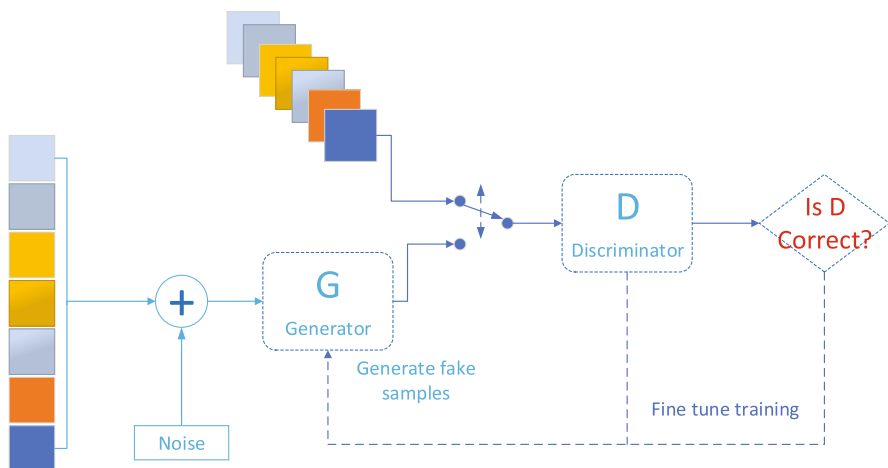 D
Discriminator
Is D
Correct?
G
Generator
+
Generate fake
samples
Fine tune training
Noise